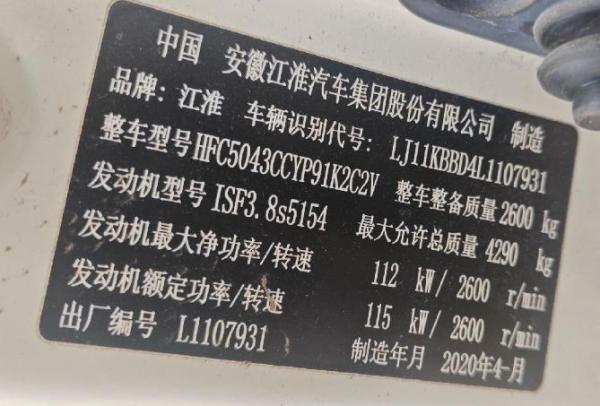 中国 安徽江淮汽车集团股份有限公司 制造
品牌: 江淮 车辆识别代号: LJ11KBBD4L1107931
整车型号HFC5043CCYP91K2C2V 整车整备质量2600 kg
发动机型号 ISF3.8s5154 最大允许总质量 4290 kg
发动机最大净功率/转速 112 kW/ 2600 r/min
发动机额定功率/转速 115 kW/ 2600 r/min
出厂编号 L1107931 制造年月 2020年4-月